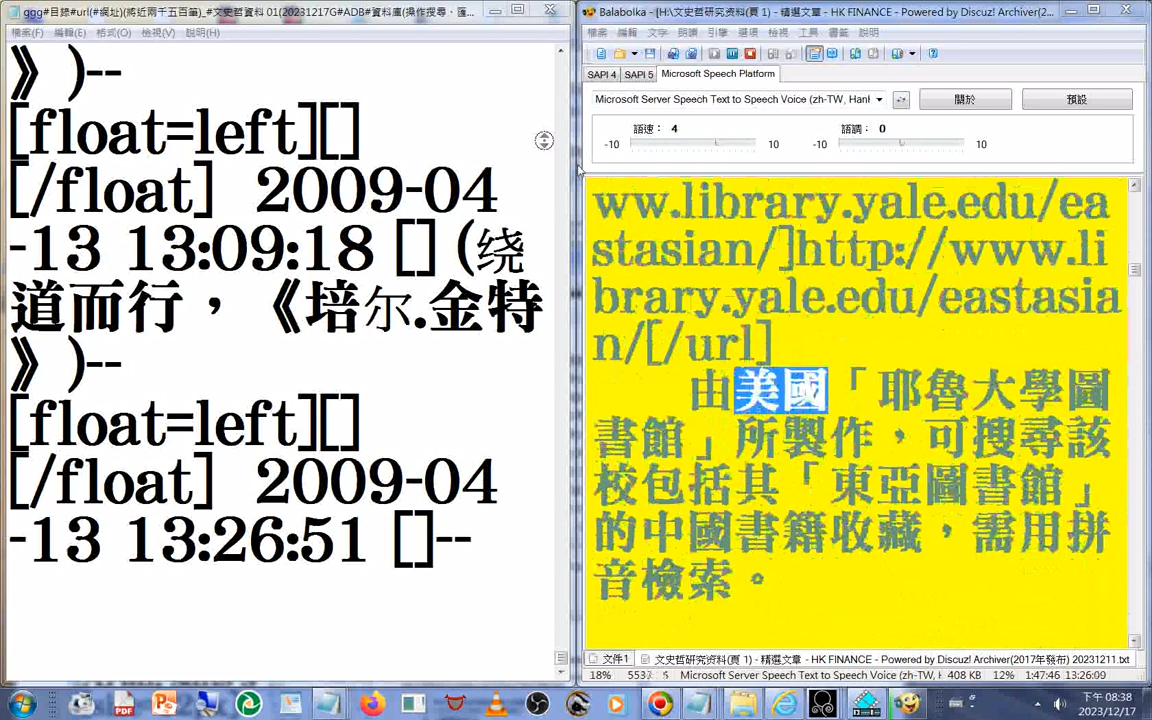 ggg#目錄#url(#網址)(將近兩千五百筆)_#文史哲資料 01(20231217G#ADB#資料庫(操作搜尋、匯...
檔案(F) 編輯(E) 格式(O) 檢視(V) 說明(H)
》)--
[float=left][]
[/float] 2009-04
-13 13:09:18 [] (绕
道而行，《培尔.金特
》)--
[float=left][]
[/float] 2009-04
-13 13:26:51 []--
Balabolka - [H:\文史哲研究资料(頁 1) - 精選文章 - HK FINANCE - Powered by Discuz! Archiver(2...
檔案 編輯 文字 朗讀 引擎 選項 檢視 工具 書籤 說明
SAPI 4 SAPI 5 Microsoft Speech Platform
Microsoft Server Speech Text to Speech Voice (zh-TW, Hanl 關於 預設
語速： 4 語調： 0
-10 10 -10 10
ww.library.yale.edu/ea
stasian/]http://www.li
brary.yale.edu/eastasia
n/[/url]
由美國「耶魯大學圖
書館」所製作，可搜尋該
校包括其「東亞圖書館」
的中國書籍收藏，需用拼
音檢索。
文件1 文史哲研究资料(頁 1) - 精選文章 - HK FINANCE - Powered by Discuz! Archiver(2017年發布) 20231211.txt
18% Microsoft Server Speech Text to Speech Voice (zh-TW, 408 KB 12% 1:47:46 13:26:09
PDF
下午 08:38
2023/12/17